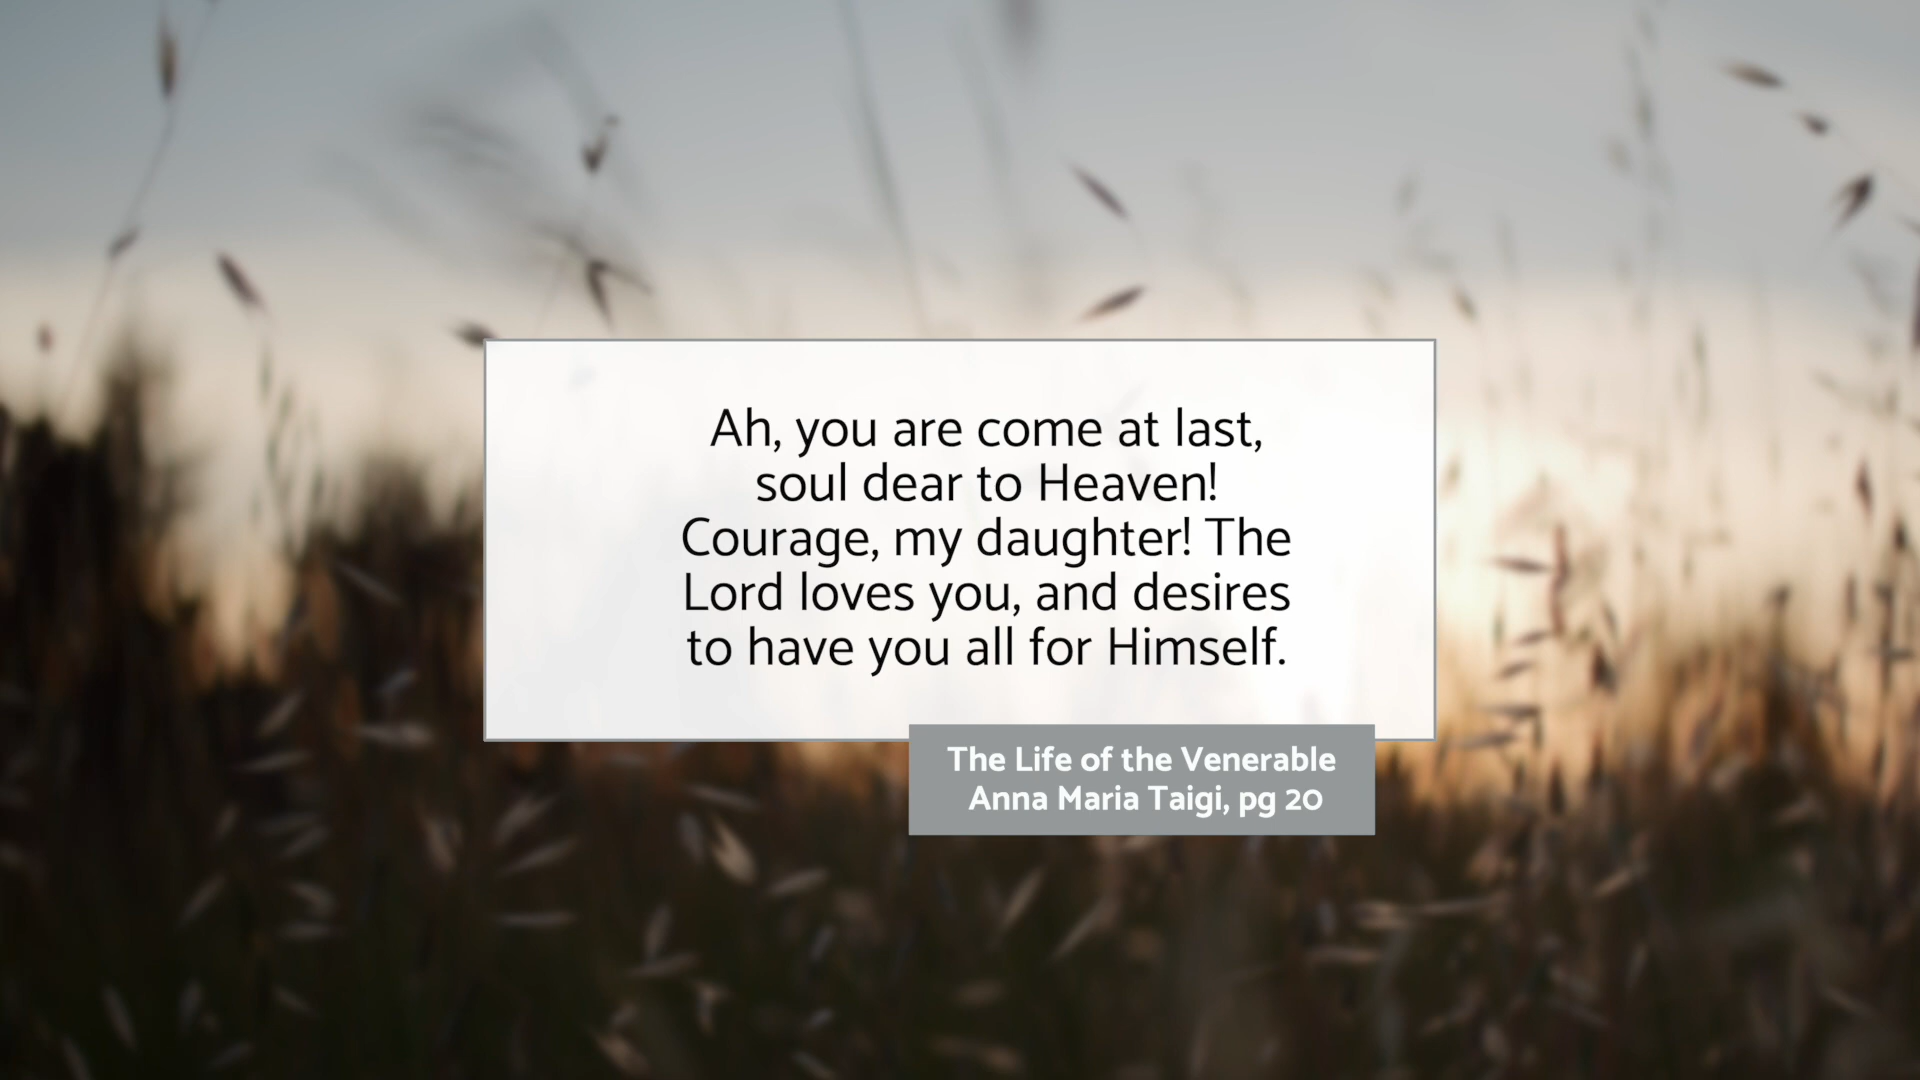 Ah, you are come at last,
soul dear to Heaven!
Courage, my daughter! The
Lord loves you, and desires
to have you all for Himself.
The Life of the Venerable
Anna Maria Taigi, pg 20